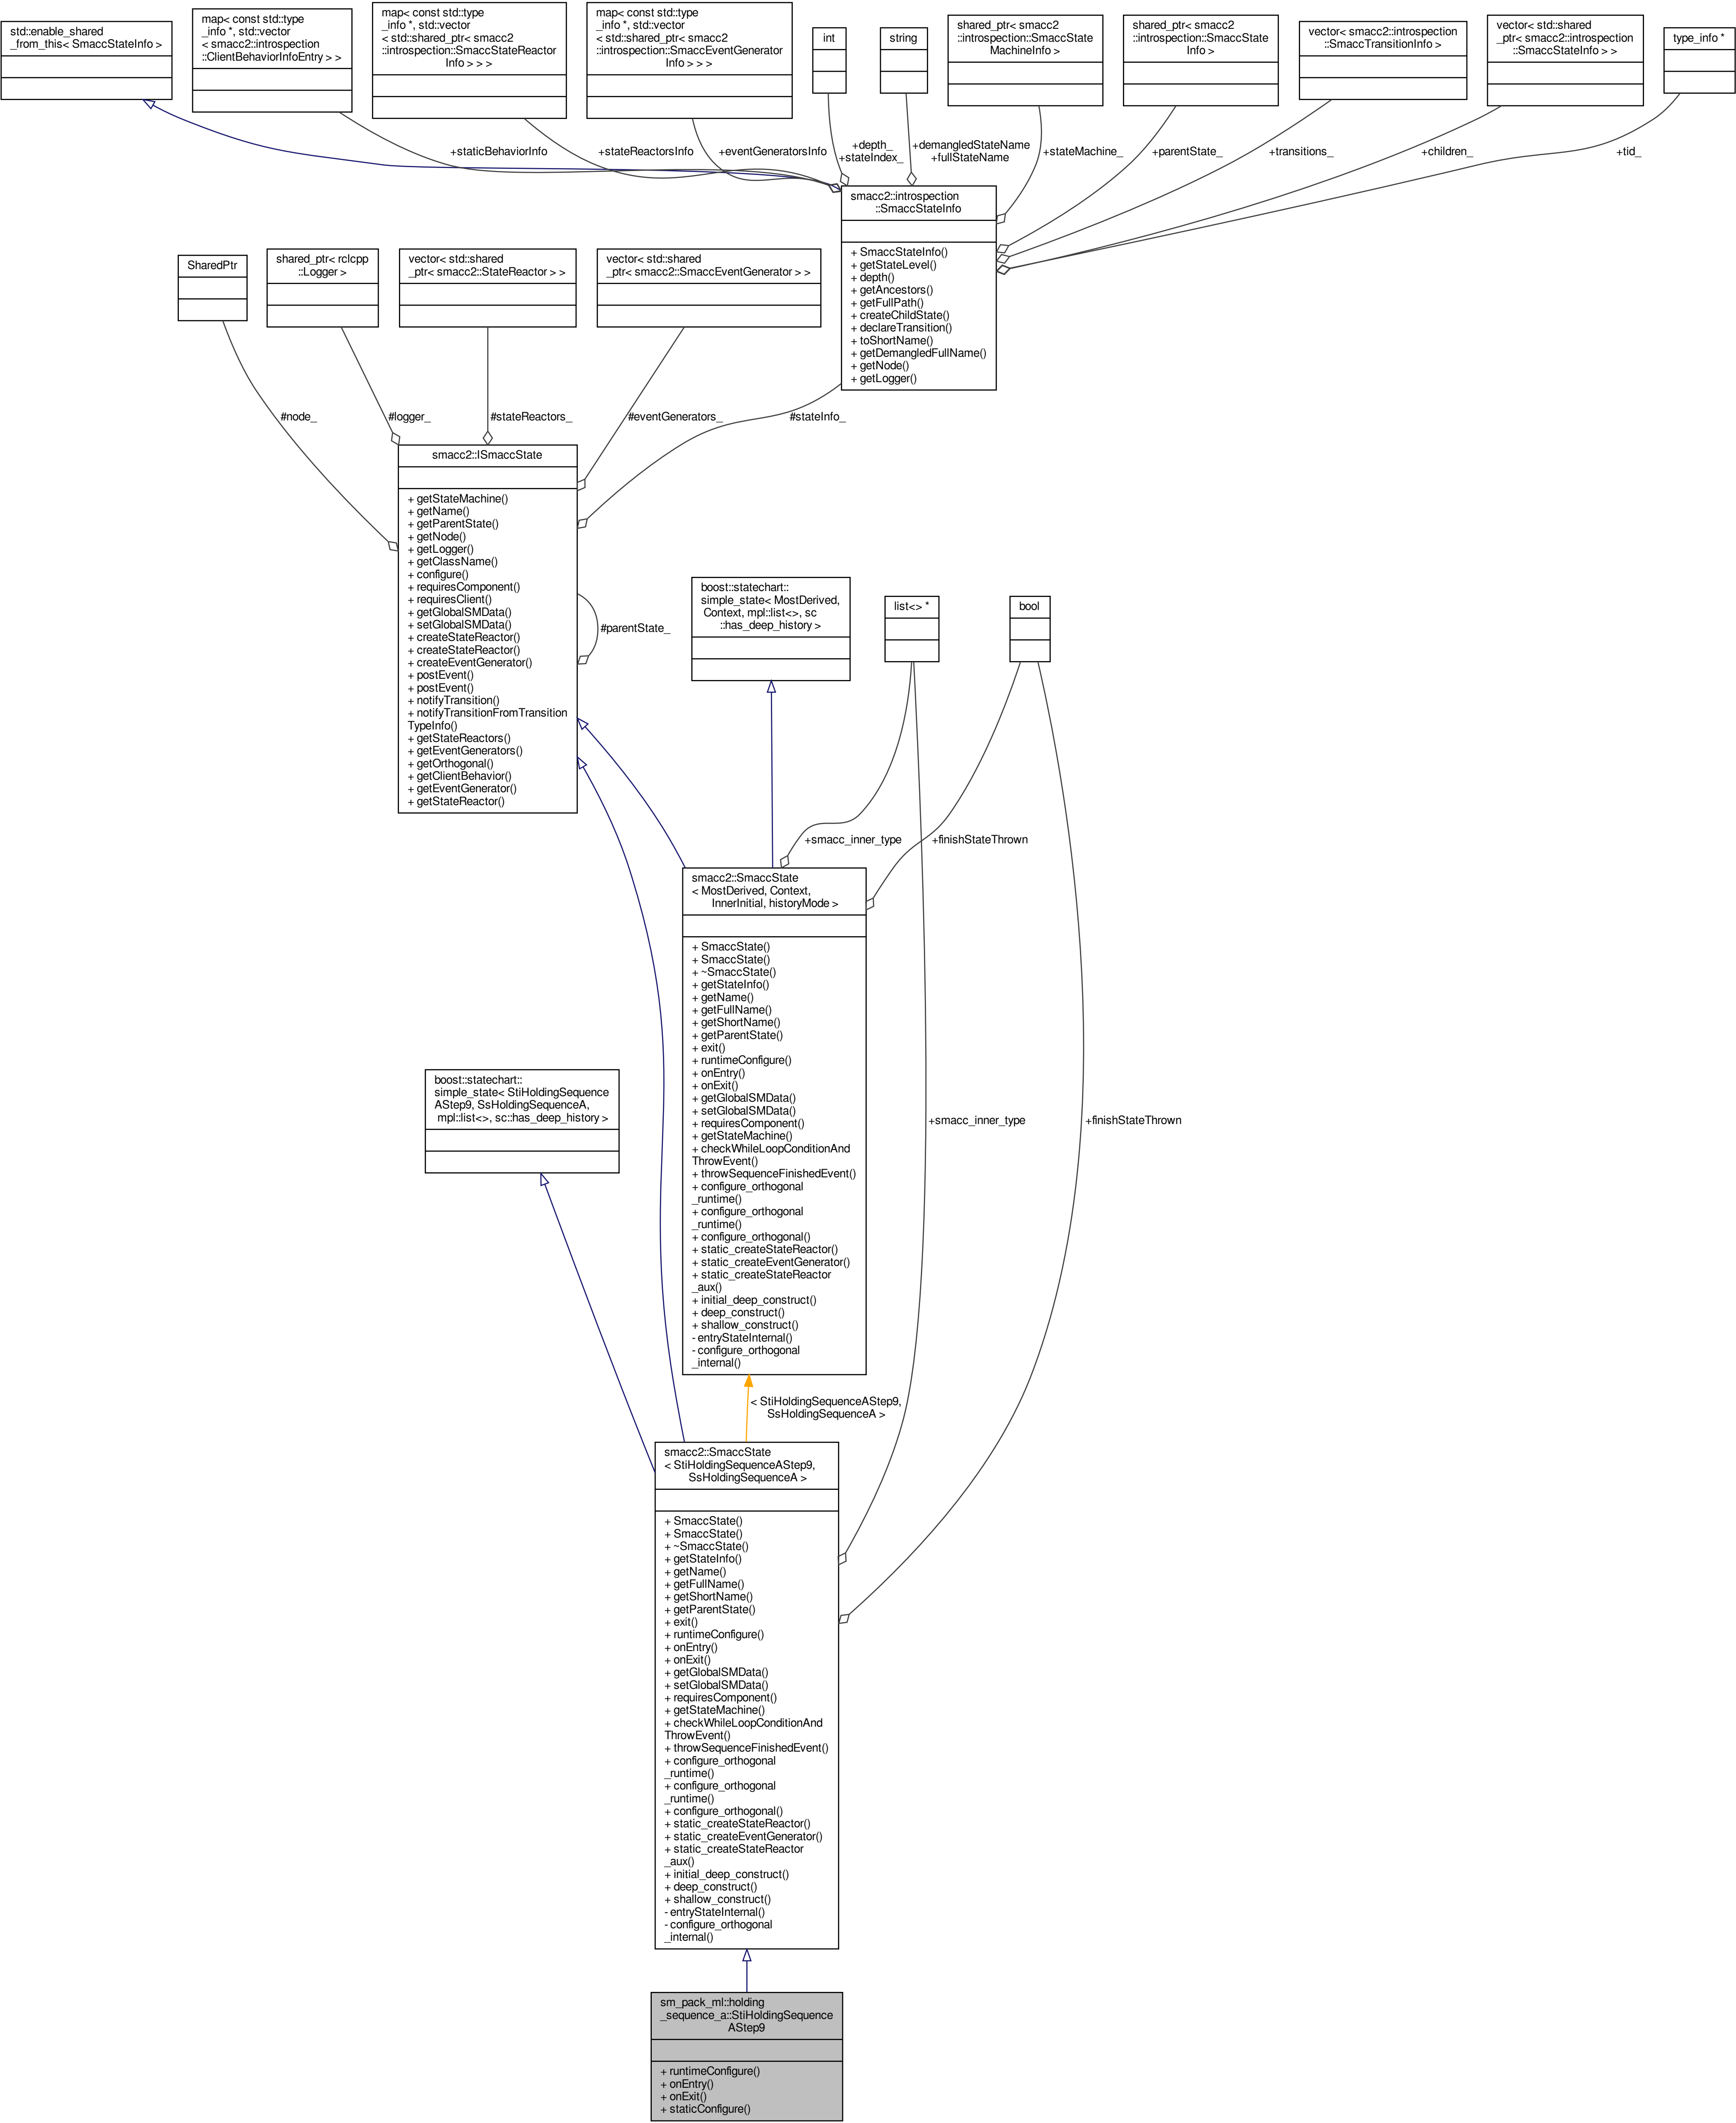 std::enable_shared
_from_this< SmaccStateInfo >
map< const std::type
_info *, std::vector
< smacc2::introspection
::ClientBehaviorInfoEntry > >
map< const std::type
_info *, std::vector
< std::shared_ptr< smacc2
::introspection::SmaccStateReactor
Info > > >
map< const std::type
_info *, std::vector
< std::shared_ptr< smacc2
::introspection::SmaccEventGenerator
Info > > >
int
string
shared_ptr< smacc2
::introspection::SmaccState
MachineInfo >
shared_ptr< smacc2
::introspection::SmaccState
Info >
vector< smacc2::introspection
::SmaccTransitionInfo >
vector< std::shared
_ptr< smacc2::introspection
::SmaccStateInfo > >
type_info *
+staticBehaviorInfo
+stateReactorsInfo
+eventGeneratorsInfo
+depth_
+stateIndex_
+demangledStateName
+fullStateName
+stateMachine_
+parentState_
+transitions_
+children_
+tid_
smacc2::introspection
::SmaccStateInfo
+ SmaccStateInfo()
+ getStateLevel()
+ depth()
+ getAncestors()
+ getFullPath()
+ createChildState()
+ declareTransition()
+ toShortName()
+ getDemangledFullName()
+ getNode()
+ getLogger()
SharedPtr
shared_ptr< rclcpp
::Logger >
vector< std::shared
_ptr< smacc2::StateReactor > >
vector< std::shared
_ptr< smacc2::SmaccEventGenerator > >
#node_
#logger_
#stateReactors_
#eventGenerators_
#stateInfo_
smacc2::ISmaccState
+ getStateMachine()
+ getName()
+ getParentState()
+ getNode()
+ getLogger()
+ getClassName()
+ configure()
+ requiresComponent()
+ requiresClient()
+ getGlobalSMData()
+ setGlobalSMData()
+ createStateReactor()
+ createStateReactor()
+ createEventGenerator()
+ postEvent()
+ postEvent()
+ notifyTransition()
+ notifyTransitionFromTransition
TypeInfo()
+ getStateReactors()
+ getEventGenerators()
+ getOrthogonal()
+ getClientBehavior()
+ getEventGenerator()
+ getStateReactor()
#parentState_
boost::statechart::
simple_state< MostDerived,
Context, mpl::list<>, sc
::has_deep_history >
list<> *
bool
+smacc_inner_type
+finishStateThrown
smacc2::SmaccState
< MostDerived, Context,
InnerInitial, historyMode >
+ SmaccState()
+ SmaccState()
+ ~SmaccState()
+ getStateInfo()
+ getName()
+ getFullName()
+ getShortName()
+ getParentState()
+ exit()
+ runtimeConfigure()
+ onEntry()
+ onExit()
+ getGlobalSMData()
+ setGlobalSMData()
+ requiresComponent()
+ getStateMachine()
+ checkWhileLoopConditionAnd
ThrowEvent()
+ throwSequenceFinishedEvent()
+ configure_orthogonal
_runtime()
+ configure_orthogonal
_runtime()
+ configure_orthogonal()
+ static_createStateReactor()
+ static_createEventGenerator()
+ static_createStateReactor
_aux()
+ initial_deep_construct()
+ deep_construct()
+ shallow_construct()
- entryStateInternal()
- configure_orthogonal
_internal()
boost::statechart::
simple_state< StiHoldingSequence
AStep9, SsHoldingSequenceA,
mpl::list<>, sc::has_deep_history >
+smacc_inner_type
+finishStateThrown
< StiHoldingSequenceAStep9,
SsHoldingSequenceA >
smacc2::SmaccState
< StiHoldingSequenceAStep9,
SsHoldingSequenceA >
+ SmaccState()
+ SmaccState()
+ ~SmaccState()
+ getStateInfo()
+ getName()
+ getFullName()
+ getShortName()
+ getParentState()
+ exit()
+ runtimeConfigure()
+ onEntry()
+ onExit()
+ getGlobalSMData()
+ setGlobalSMData()
+ requiresComponent()
+ getStateMachine()
+ checkWhileLoopConditionAnd
ThrowEvent()
+ throwSequenceFinishedEvent()
+ configure_orthogonal
_runtime()
+ configure_orthogonal
_runtime()
+ configure_orthogonal()
+ static_createStateReactor()
+ static_createEventGenerator()
+ static_createStateReactor
_aux()
+ initial_deep_construct()
+ deep_construct()
+ shallow_construct()
- entryStateInternal()
- configure_orthogonal
_internal()
sm_pack_ml::holding
_sequence_a::StiHoldingSequence
AStep9
+ runtimeConfigure()
+ onEntry()
+ onExit()
+ staticConfigure()